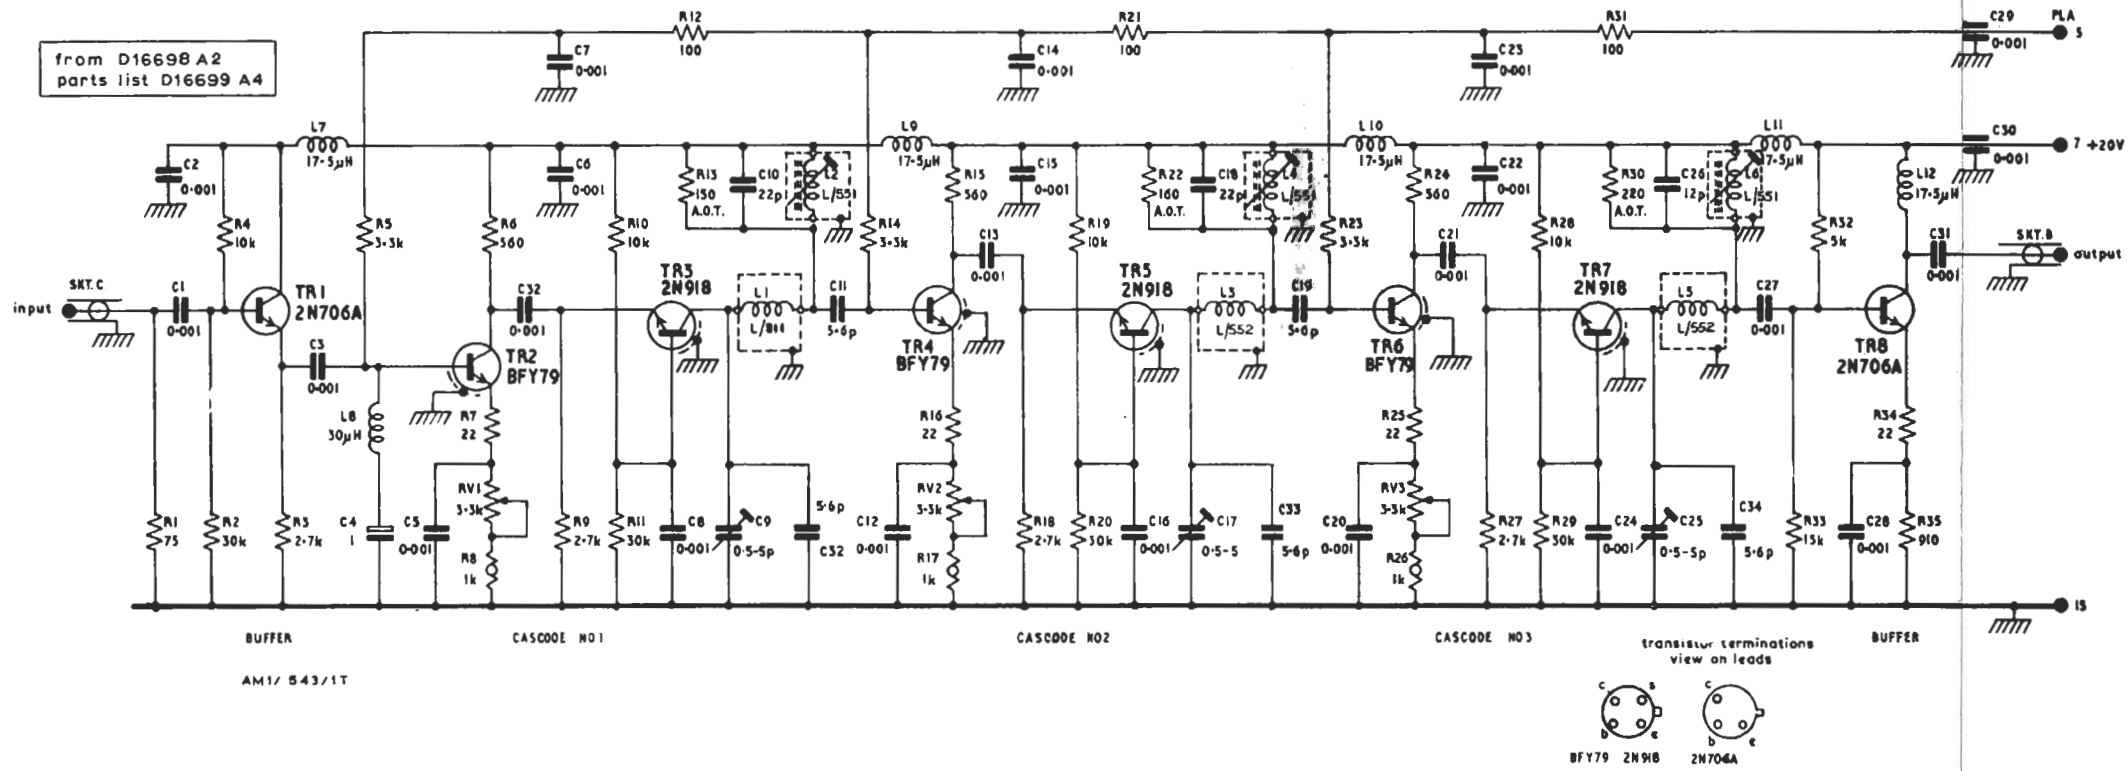 from D16698 A2
parts list D16699 A4
R12
100
R21
100
R31
100
C29
0·001
PLA
5
C7
0·001
C14
0·001
C23
0·001
L7
17·5µH
L9
17·5µH
L10
17·5µH
L11
17·5µH
C30
0·001
7 +20V
C2
0·001
C6
0·001
C15
0·001
C22
0·001
R4
10k
R5
3·3k
R6
560
R10
10k
R13
150
A.O.T.
C10
22p
L2
L/551
R14
3·3k
R15
560
R19
10k
R22
160
A.O.T.
C18
22p
L4
L/551
R23
3·3k
R24
560
R28
10k
R30
220
A.O.T.
C26
12p
L6
L/551
R32
5k
L12
17·5µH
C13
0·001
C21
0·001
C31
0·001
SKT.B
output
input
SKT.C
C1
0·001
TR1
2N706A
C3
0·001
TR2
BFY79
C32
0·001
TR3
2N918
L1
L/811
C11
5·6p
TR4
BFY79
TR5
2N918
L3
L/552
C19
5·6p
TR6
BFY79
TR7
2N918
L5
L/552
C27
0·001
TR8
2N706A
L8
30µH
R7
22
R16
22
R25
22
R34
22
R1
75
R2
30k
R3
2·7k
C4
1
C5
0·001
RV1
3·3k
R8
1k
R9
2·7k
R11
30k
C8
0·001
C9
0·5-5p
5·6p
C32
C12
0·001
RV2
3·3k
R17
1k
R18
2·7k
R20
30k
C16
0·001
C17
0·5-5
C33
5·6p
C20
0·001
RV3
3·3k
R26
1k
R27
2·7k
R29
30k
C24
0·001
C25
0·5-5p
C34
5·6p
R33
15k
C28
0·001
R35
910
15
BUFFER
CASCODE NO1
CASCODE NO2
CASCODE NO3
BUFFER
AM1/543/1T
transistor terminations
view on leads
c s
b e
BFY79 2N918
c
b e
2N706A